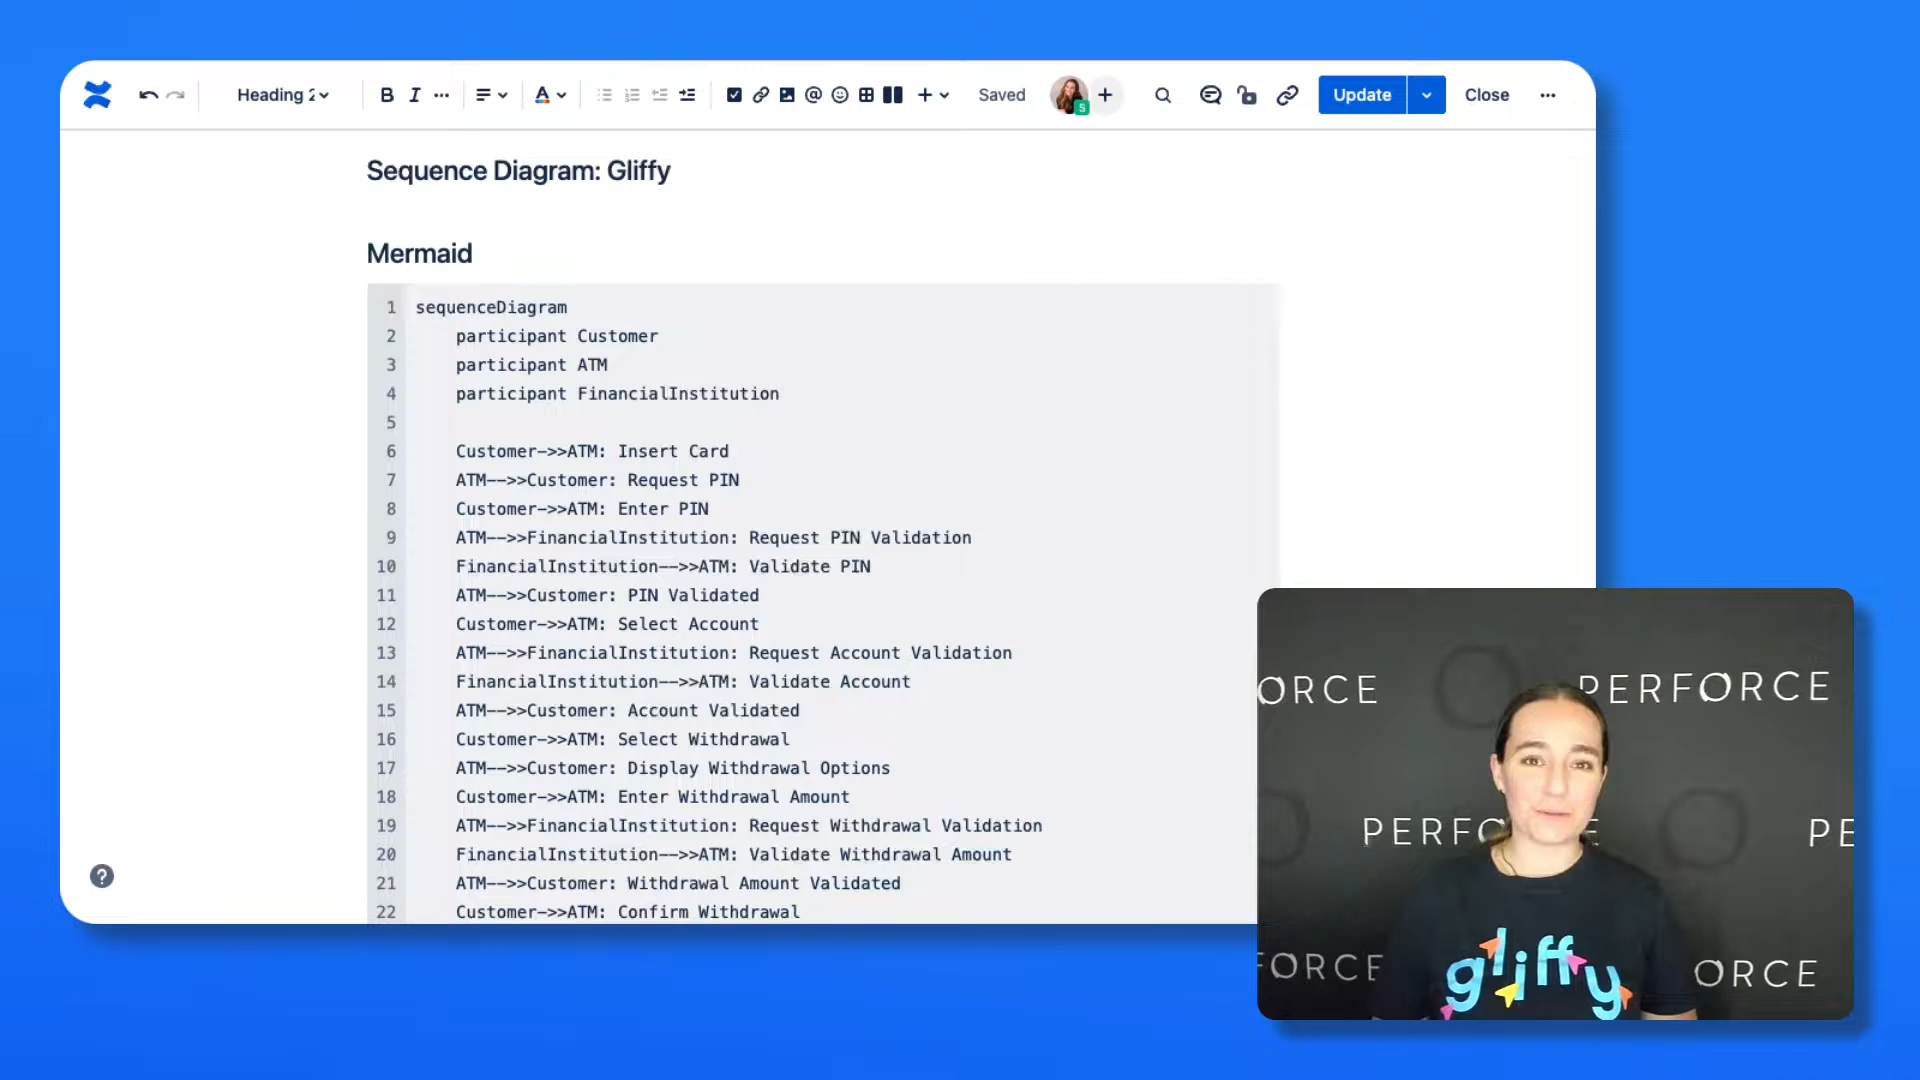 Heading 2
B I
A
@
Saved
S
Update
Close
Sequence Diagram: Gliffy
Mermaid
1 sequenceDiagram
2 participant Customer
3 participant ATM
4 participant FinancialInstitution
5
6 Customer->>ATM: Insert Card
7 ATM-->>Customer: Request PIN
8 Customer->>ATM: Enter PIN
9 ATM-->>FinancialInstitution: Request PIN Validation
10 FinancialInstitution-->>ATM: Validate PIN
11 ATM-->>Customer: PIN Validated
12 Customer->>ATM: Select Account
13 ATM-->>FinancialInstitution: Request Account Validation
14 FinancialInstitution-->>ATM: Validate Account
15 ATM-->>Customer: Account Validated
16 Customer->>ATM: Select Withdrawal
17 ATM-->>Customer: Display Withdrawal Options
18 Customer->>ATM: Enter Withdrawal Amount
19 ATM-->>FinancialInstitution: Request Withdrawal Validation
20 FinancialInstitution-->>ATM: Validate Withdrawal Amount
21 ATM-->>Customer: Withdrawal Amount Validated
22 Customer->>ATM: Confirm Withdrawal
?
ORCE PERFORCE
PERFO E PE
FORCE ORCE
gliffy